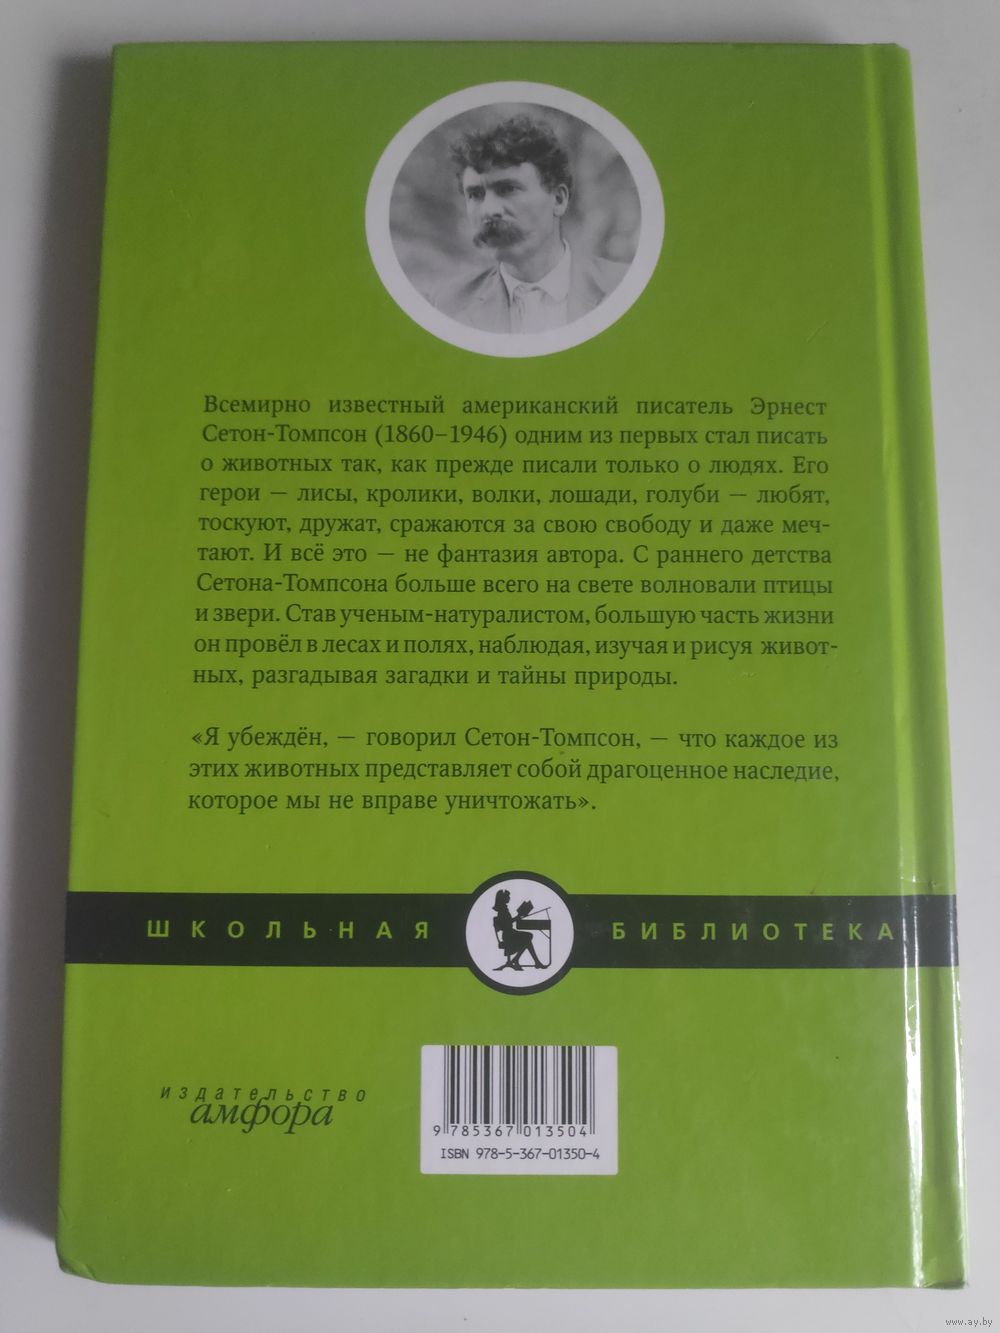 Всемирно известный американский писатель Эрнест
Сетон-Томпсон (1860–1946) одним из первых стал писать
о животных так, как прежде писали только о людях. Его
герои — лисы, кролики, волки, лошади, голуби — любят,
тоскуют, дружат, сражаются за свою свободу и даже меч-
тают. И всё это — не фантазия автора. С раннего детства
Сетона-Томпсона больше всего на свете волновали птицы
и звери. Став ученым-натуралистом, большую часть жизни
он провёл в лесах и полях, наблюдая, изучая и рисуя живот-
ных, разгадывая загадки и тайны природы.
«Я убеждён, — говорил Сетон-Томпсон, — что каждое из
этих животных представляет собой драгоценное наследие,
которое мы не вправе уничтожать».
ШКОЛЬНАЯ БИБЛИОТЕКА
издательство
амфора
9 785367 013504
ISBN 978-5-367-01350-4
www.ay.by